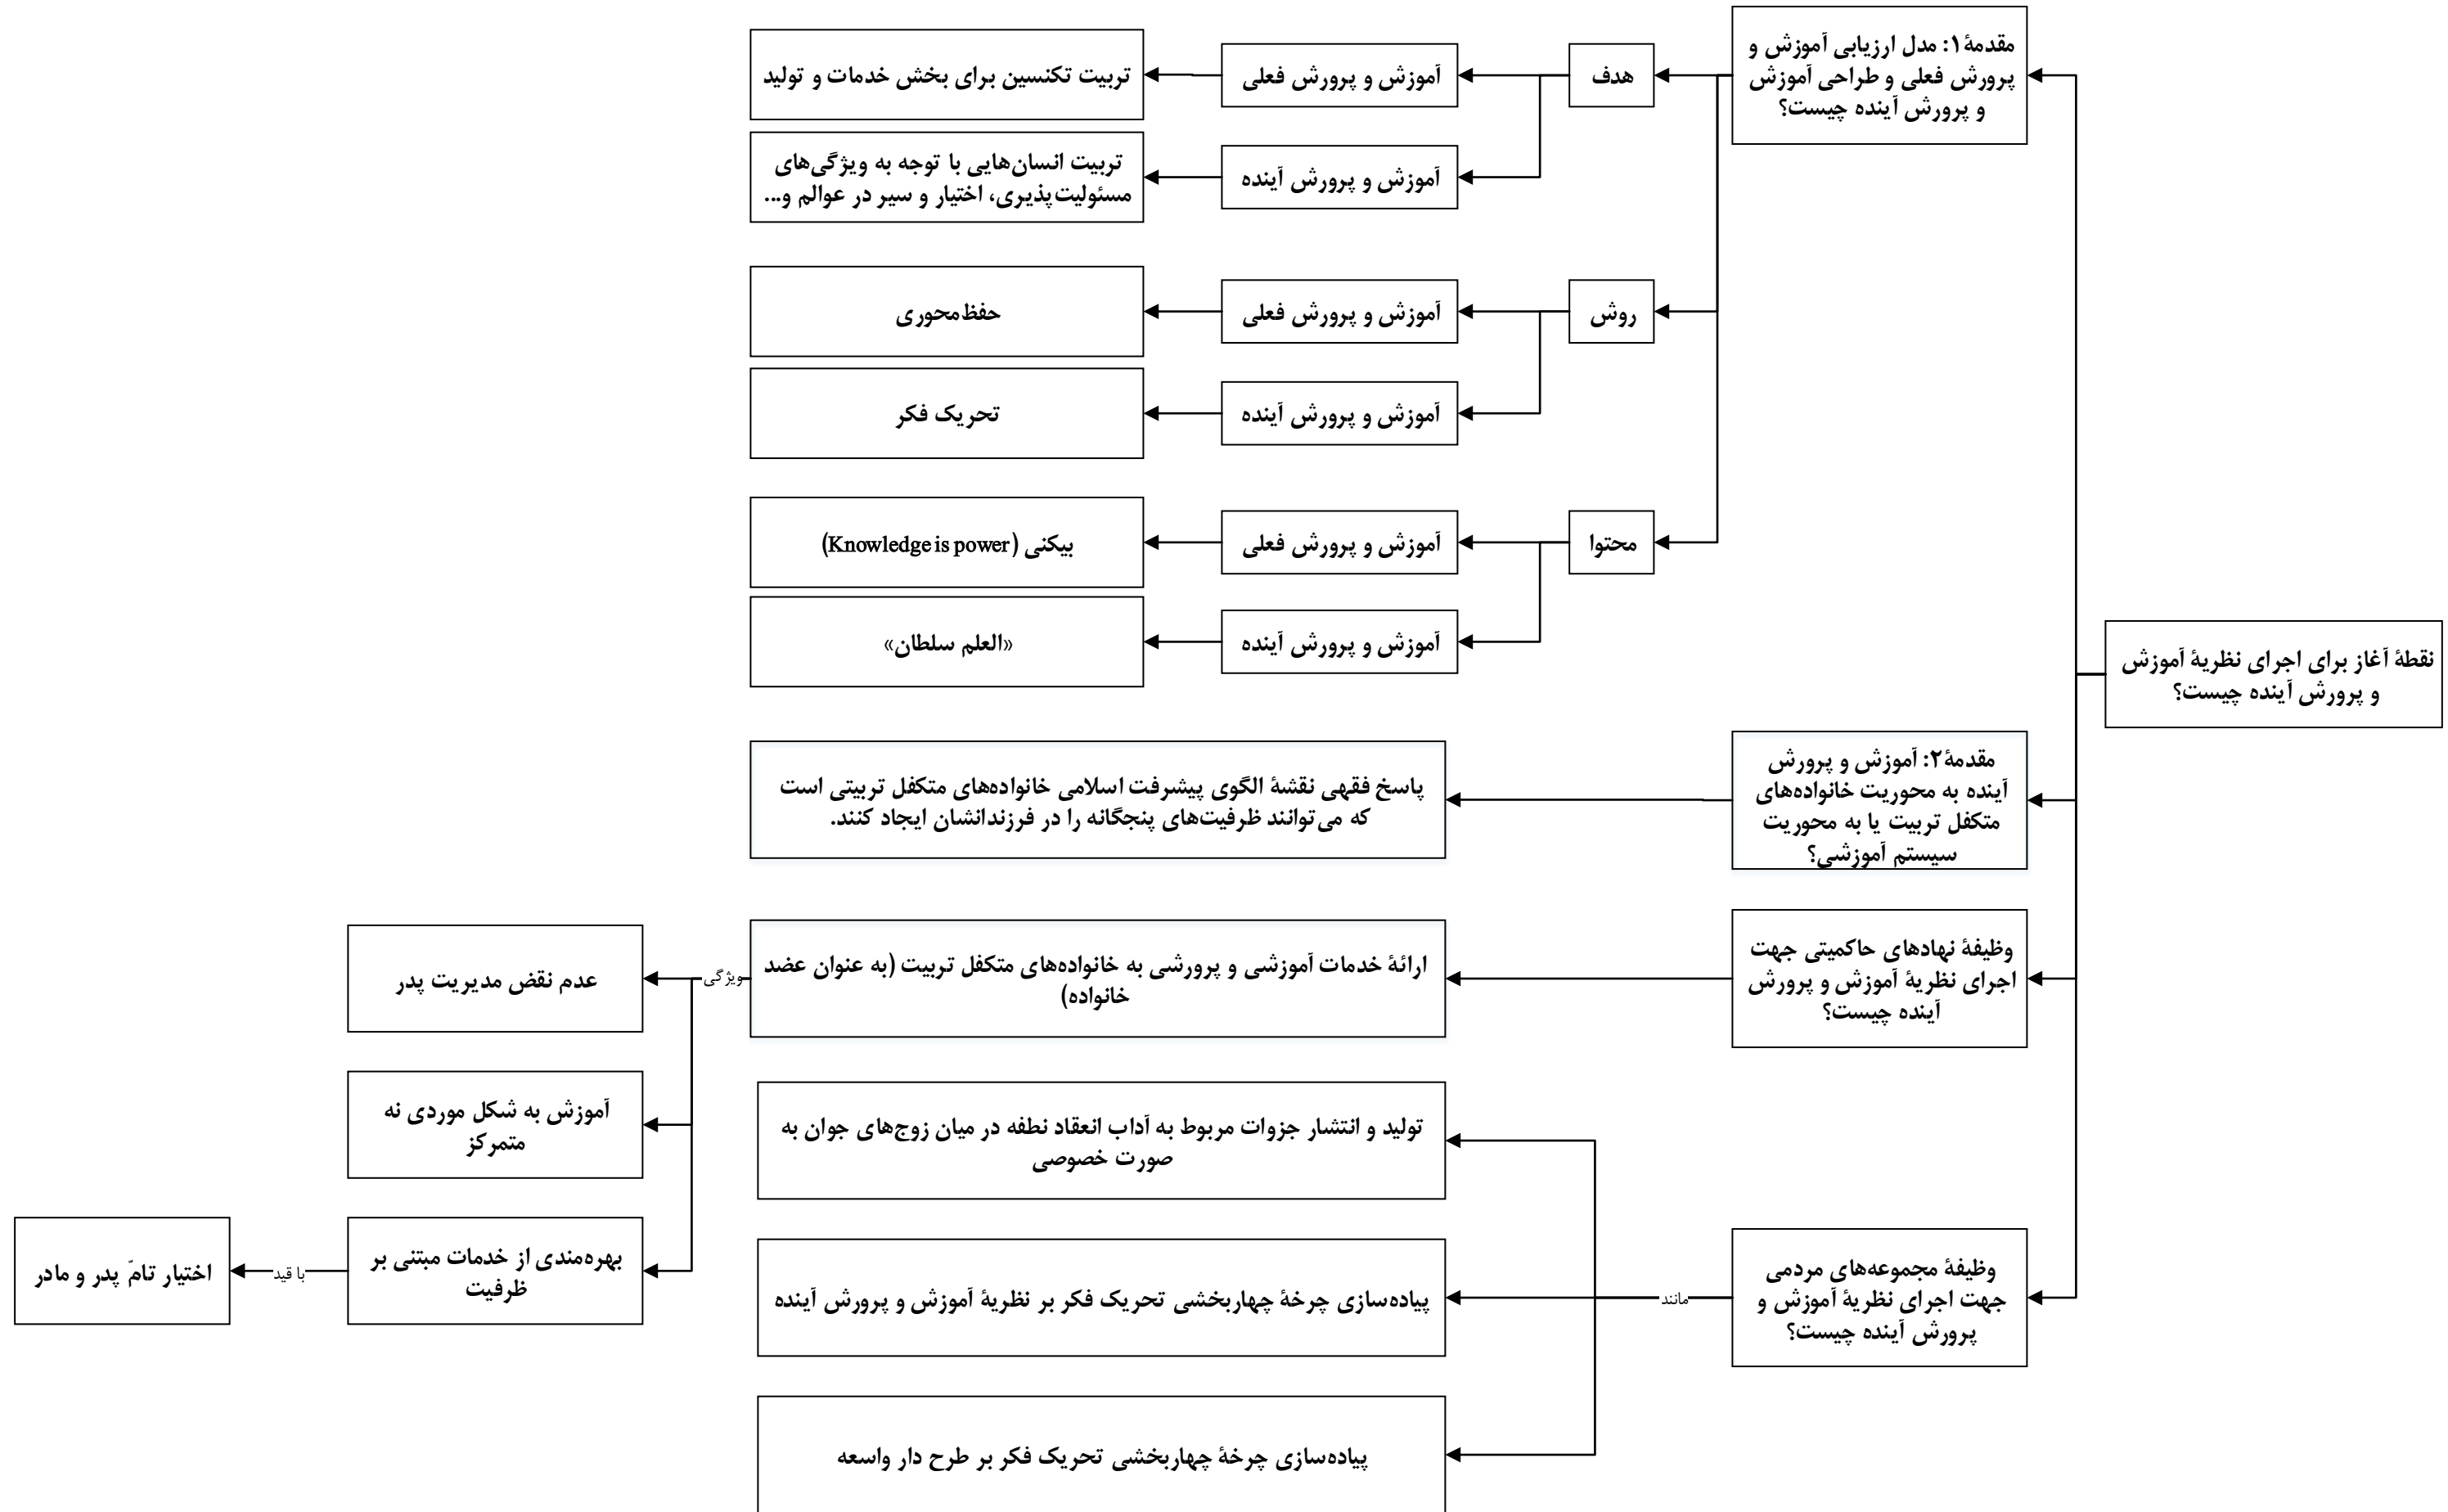 نقطهٔ آغاز برای اجرای نظریهٔ آموزش
و پرورش آینده چیست؟
مقدمهٔ۱: مدل ارزیابی آموزش و
پرورش فعلی و طراحی آموزش
و پرورش آینده چیست؟
هدف
آموزش و پرورش فعلی
تربیت تکنسین برای بخش خدمات و تولید
آموزش و پرورش آینده
تربیت انسان‌هایی با توجه به ویژگی‌های
مسئولیت‌پذیری، اختیار و سیر در عوالم و...
روش
آموزش و پرورش فعلی
حفظ‌محوری
آموزش و پرورش آینده
تحریک فکر
محتوا
آموزش و پرورش فعلی
بیکنی (Knowledge is power)
آموزش و پرورش آینده
«العلم سلطان»
مقدمهٔ۲: آموزش و پرورش
آینده به محوریت خانواده‌های
متکفل تربیت یا به محوریت
سیستم آموزشی؟
پاسخ فقهی نقشهٔ الگوی پیشرفت اسلامی خانواده‌های متکفل تربیتی است
که می‌توانند ظرفیت‌های پنجگانه را در فرزندانشان ایجاد کنند.
وظیفهٔ نهادهای حاکمیتی جهت
اجرای نظریهٔ آموزش و پرورش
آینده چیست؟
ارائهٔ خدمات آموزشی و پرورشی به خانواده‌های متکفل تربیت (به عنوان عضد
خانواده)
ویژگی
عدم نقض مدیریت پدر
آموزش به شکل موردی نه
متمرکز
بهره‌مندی از خدمات مبتنی بر
ظرفیت
با قید
اختیار تامّ پدر و مادر
وظیفهٔ مجموعه‌های مردمی
جهت اجرای نظریهٔ آموزش و
پرورش آینده چیست؟
مانند
تولید و انتشار جزوات مربوط به آداب انعقاد نطفه در میان زوج‌های جوان به
صورت خصوصی
پیاده‌سازی چرخهٔ چهاربخشی تحریک فکر بر نظریهٔ آموزش و پرورش آینده
پیاده‌سازی چرخهٔ چهاربخشی تحریک فکر بر طرح دار واسعه